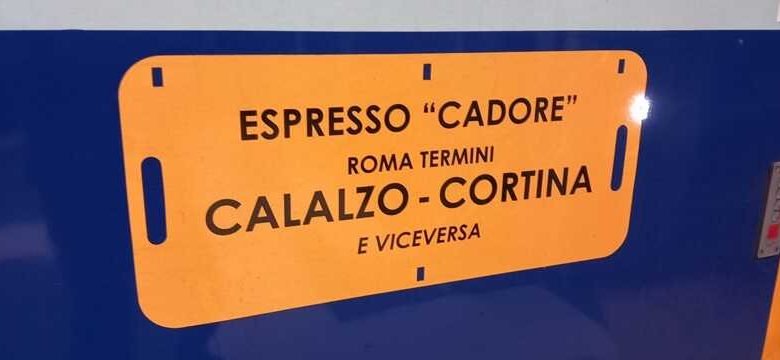 ESPRESSO “CADORE”
ROMA TERMINI
CALALZO - CORTINA
E VICEVERSA